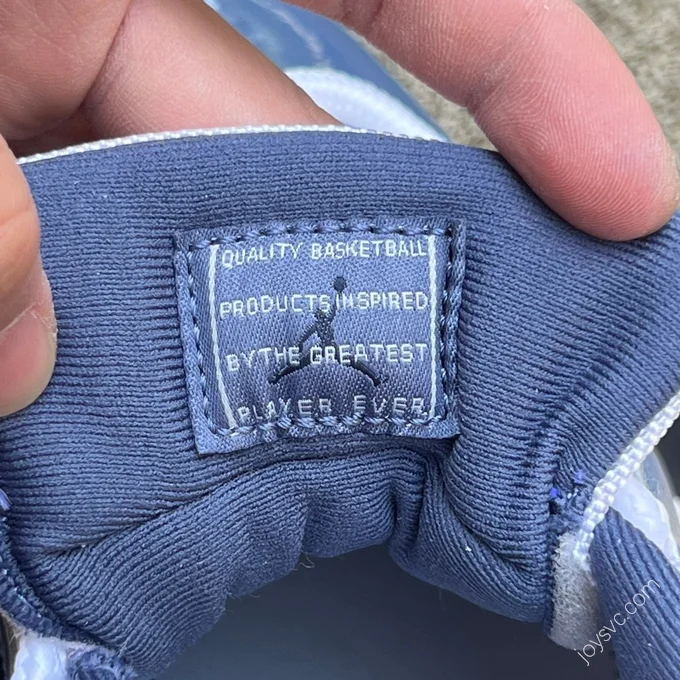 QUALITY BASKETBALL
PRODUCTS INSPIRED
BY THE GREATEST
PLAYER EVER
joysvc.com